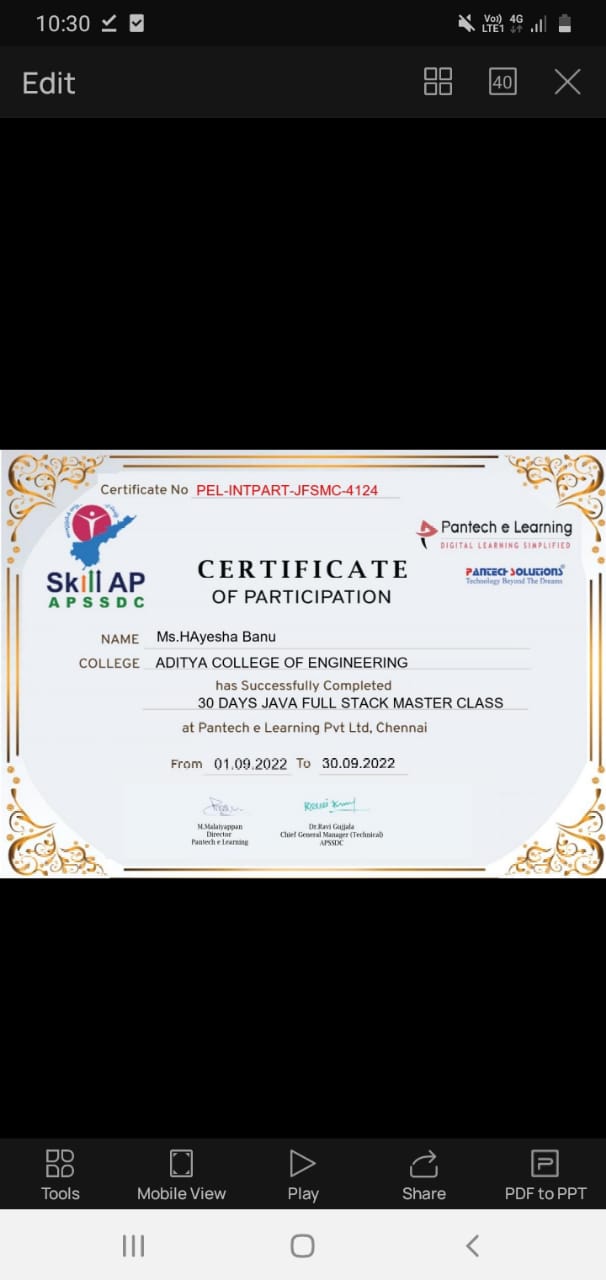 10:30
Vo)) 4G
LTE1
Edit
40
Certificate No PEL-INTPART-JFSMC-4124
Skill AP
APSSDC
Pantech e Learning
DIGITAL LEARNING SIMPLIFIED
PANTECH SOLUTIONS
Technology Beyond The Dreams
CERTIFICATE
OF PARTICIPATION
NAME Ms.HAyesha Banu
COLLEGE ADITYA COLLEGE OF ENGINEERING
has Successfully Completed
30 DAYS JAVA FULL STACK MASTER CLASS
at Pantech e Learning Pvt Ltd, Chennai
From 01.09.2022 To 30.09.2022
M.Malaiyappan
Director
Pantech e Learning
Dr.Ravi Gujjala
Chief General Manager (Technical)
APSSDC
Tools
Mobile View
Play
Share
PDF to PPT